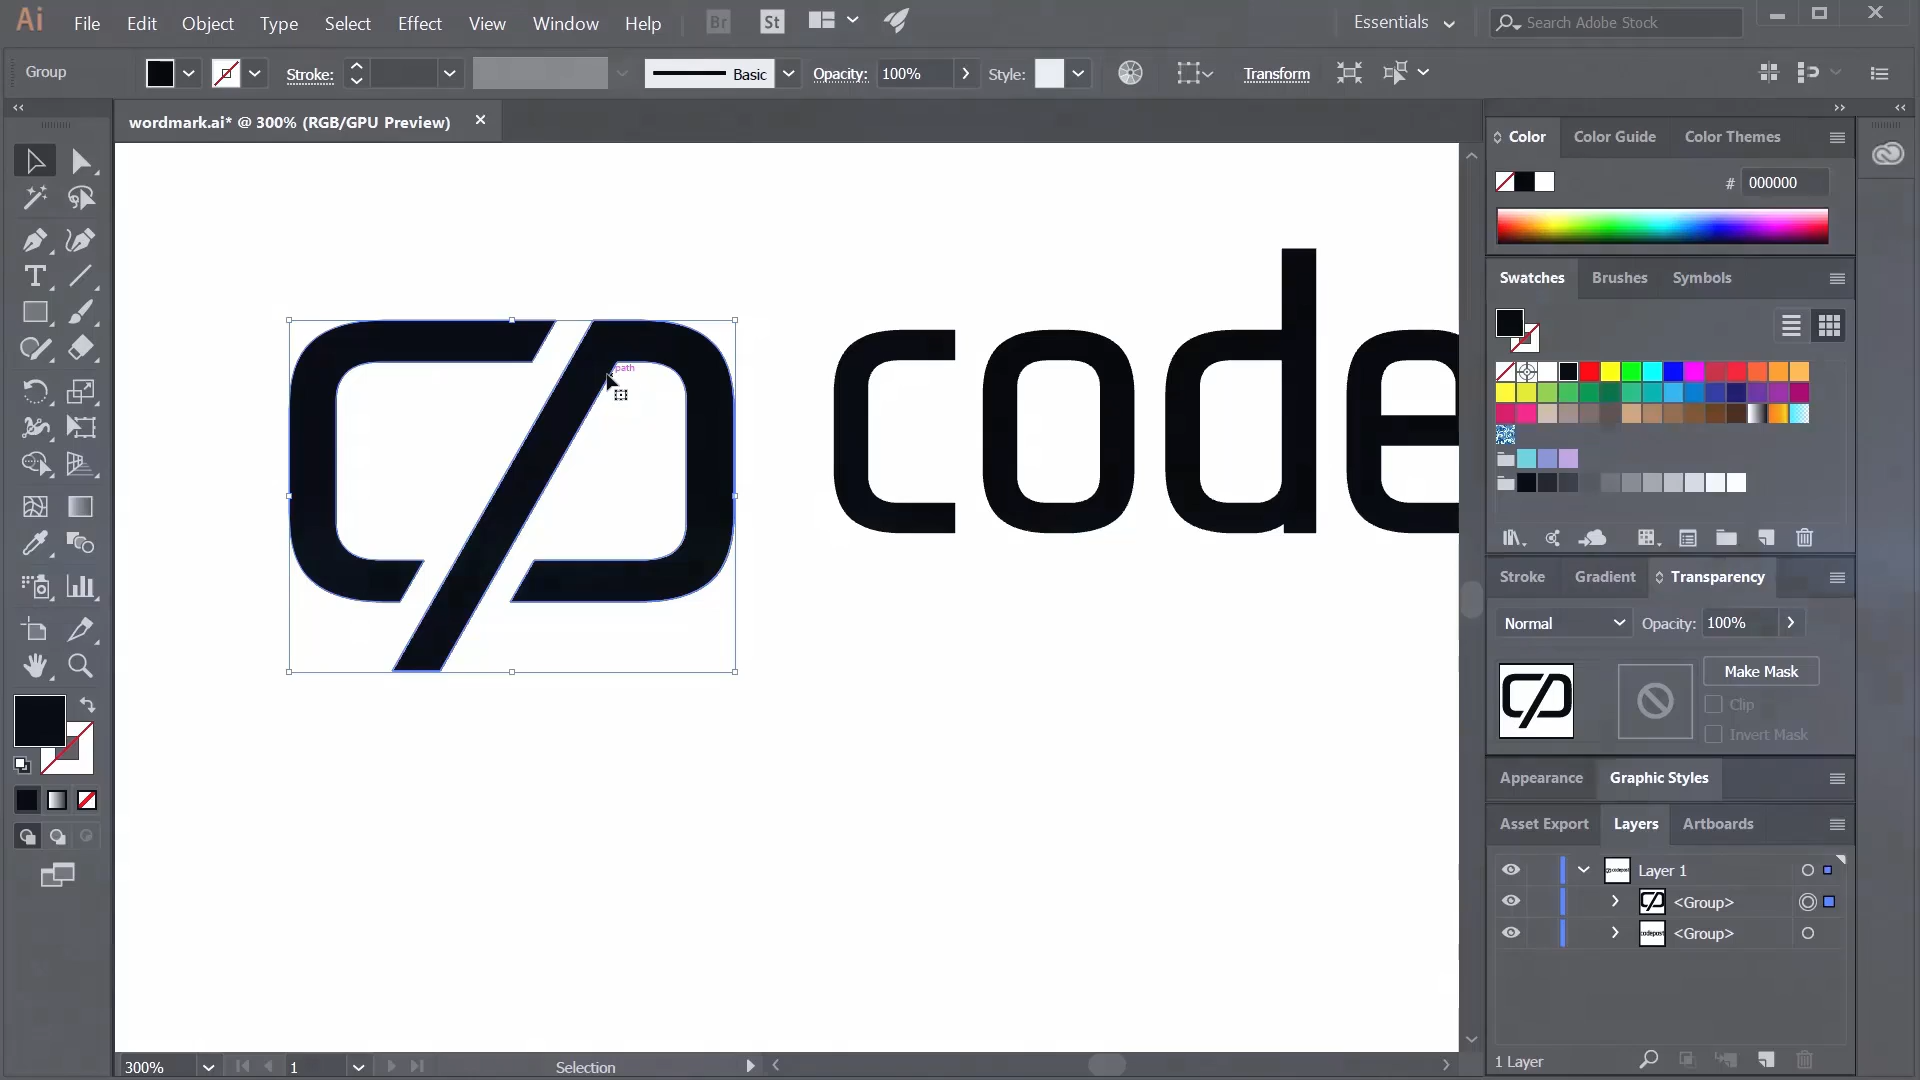 Ai File Edit Object Type Select Effect View Window Help Br St Essentials Search Adobe Stock
Group Stroke: Basic Opacity: 100% Style: Transform
wordmark.ai* @ 300% (RGB/GPU Preview)
Color Color Guide Color Themes
# 000000
Swatches Brushes Symbols
path
code
Stroke Gradient Transparency
Normal Opacity: 100%
Make Mask
Clip
Invert Mask
Appearance Graphic Styles
Asset Export Layers Artboards
Layer 1
<Group>
codepost <Group>
1 Layer
300% 1 Selection